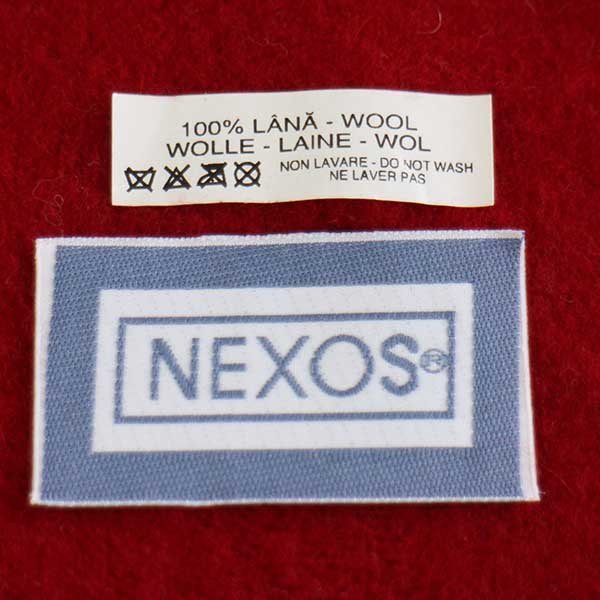 100% LÂNĂ - WOOL
WOLLE - LAINE - WOL
NON LAVARE - DO NOT WASH
NE LAVER PAS
NEXOS®